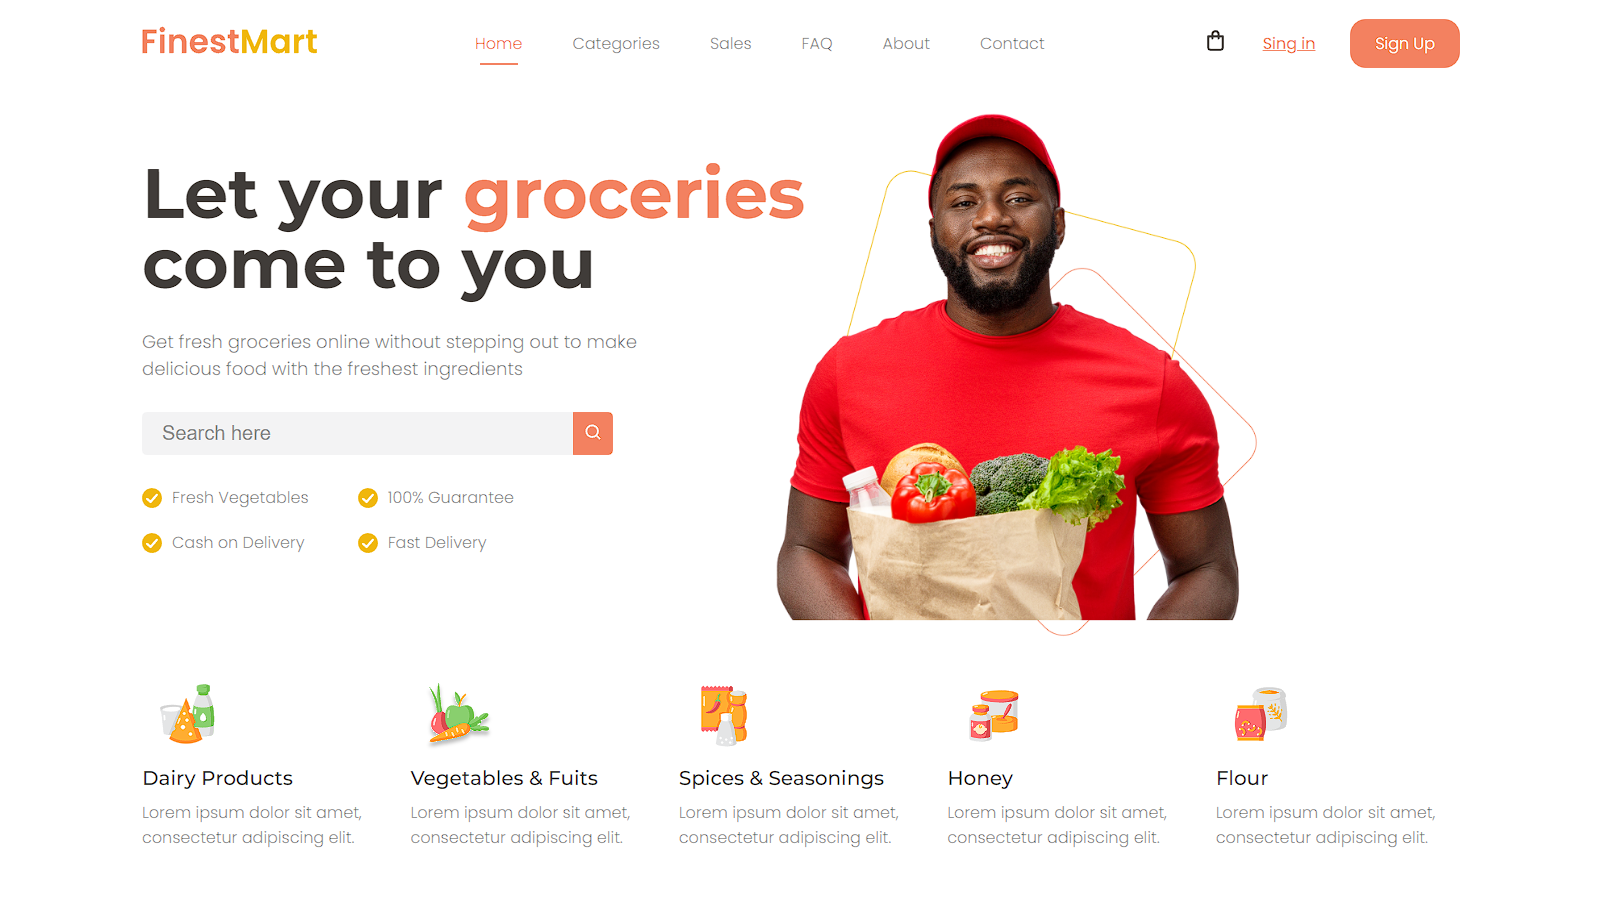 FinestMart
Home Categories Sales FAQ About Contact
Sing in
Sign Up
Let your groceries
come to you
Get fresh groceries online without stepping out to make
delicious food with the freshest ingredients
Search here
Fresh Vegetables
100% Guarantee
Cash on Delivery
Fast Delivery
Dairy Products
Lorem ipsum dolor sit amet,
consectetur adipiscing elit.
Vegetables & Fuits
Lorem ipsum dolor sit amet,
consectetur adipiscing elit.
Spices & Seasonings
Lorem ipsum dolor sit amet,
consectetur adipiscing elit.
Honey
Lorem ipsum dolor sit amet,
consectetur adipiscing elit.
Flour
Lorem ipsum dolor sit amet,
consectetur adipiscing elit.